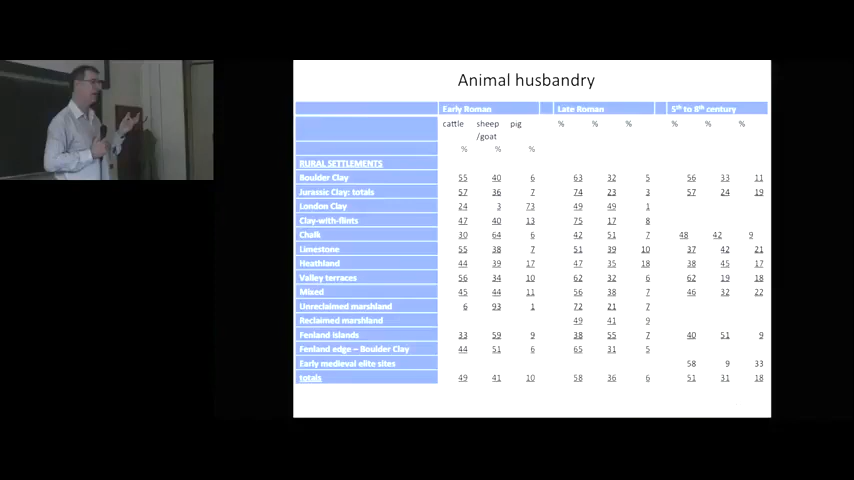 Animal husbandry
Early Roman Late Roman 5th to 8th century
cattle sheep pig % % % % % %
/goat
% % %
RURAL SETTLEMENTS
Boulder Clay 55 40 6 63 32 5 56 33 11
Jurassic Clay: totals 57 36 7 74 23 3 57 24 19
London Clay 24 3 73 49 49 1
Clay-with-flints 47 40 13 75 17 8
Chalk 30 64 6 42 51 7 48 42 9
Limestone 55 38 7 51 39 10 37 42 21
Heathland 44 39 17 47 35 18 38 45 17
Valley terraces 56 34 10 62 32 6 62 19 18
Mixed 45 44 11 56 38 7 46 32 22
Unreclaimed marshland 6 93 1 72 21 7
Reclaimed marshland 49 41 9
Fenland islands 33 59 9 38 55 7 40 51 9
Fenland edge – Boulder Clay 44 51 6 65 31 5
Early medieval elite sites 58 9 33
totals 49 41 10 58 36 6 51 31 18